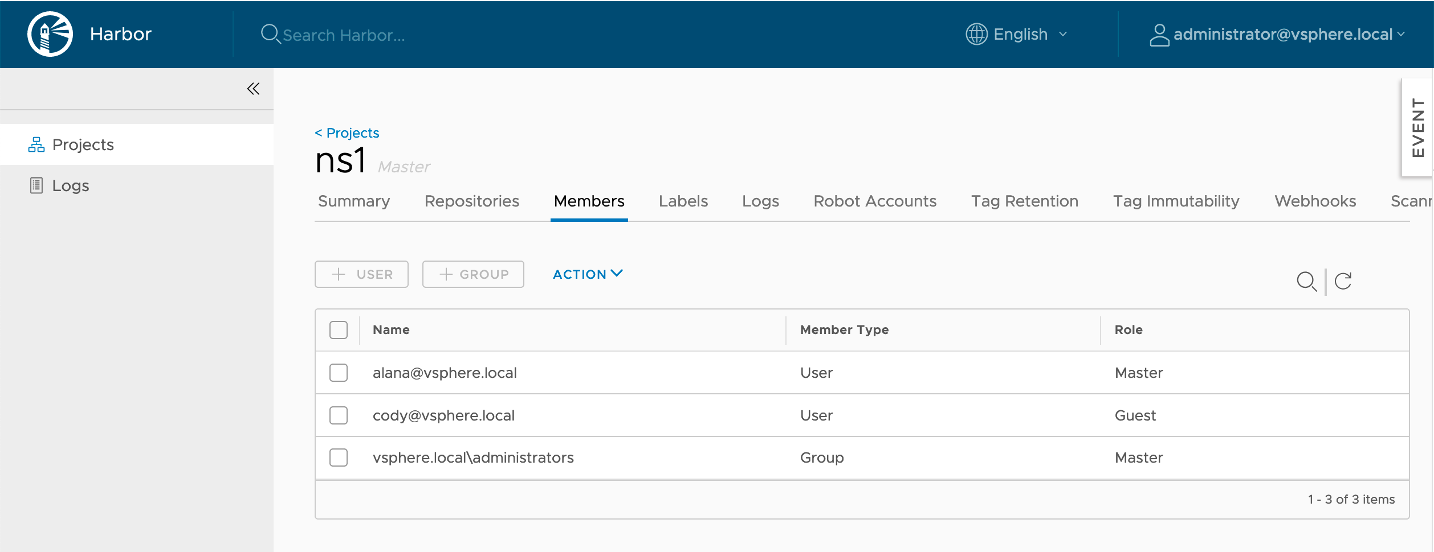 Harbor
Search Harbor...
English
administrator@vsphere.local
EVENT
Projects
Logs
< Projects
ns1 Master
Summary Repositories Members Labels Logs Robot Accounts Tag Retention Tag Immutability Webhooks Scann
+ USER + GROUP ACTION
Name Member Type Role
alana@vsphere.local User Master
cody@vsphere.local User Guest
vsphere.local\administrators Group Master
1 - 3 of 3 items